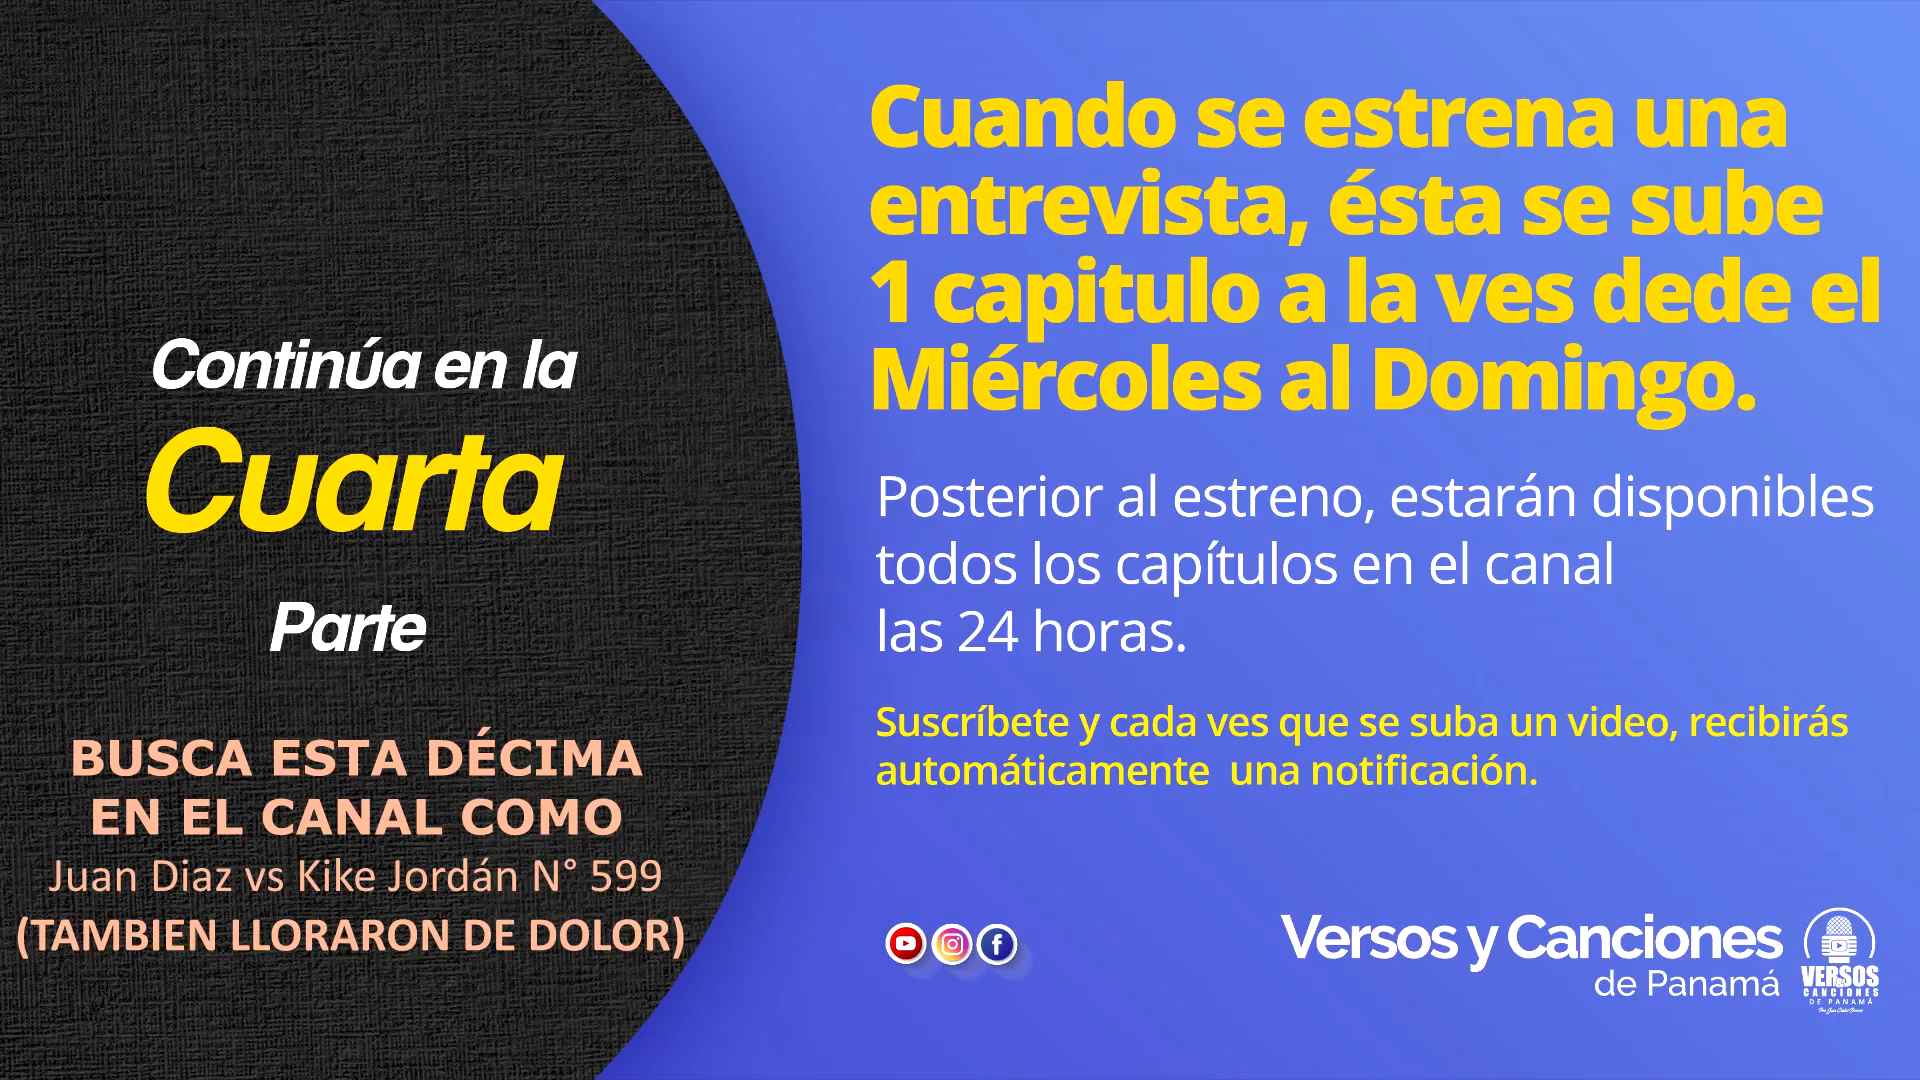 Continúa en la
Cuarta
Parte
BUSCA ESTA DÉCIMA
EN EL CANAL COMO
Juan Diaz vs Kike Jordán N° 599
(TAMBIEN LLORARON DE DOLOR)
Cuando se estrena una
entrevista, ésta se sube
1 capitulo a la ves dede el
Miércoles al Domingo.
Posterior al estreno, estarán disponibles
todos los capítulos en el canal
las 24 horas.
Suscríbete y cada ves que se suba un video, recibirás
automáticamente  una notificación.
Versos y Canciones
de Panamá
VERSOS
CANCIONES
DE PANAMÁ